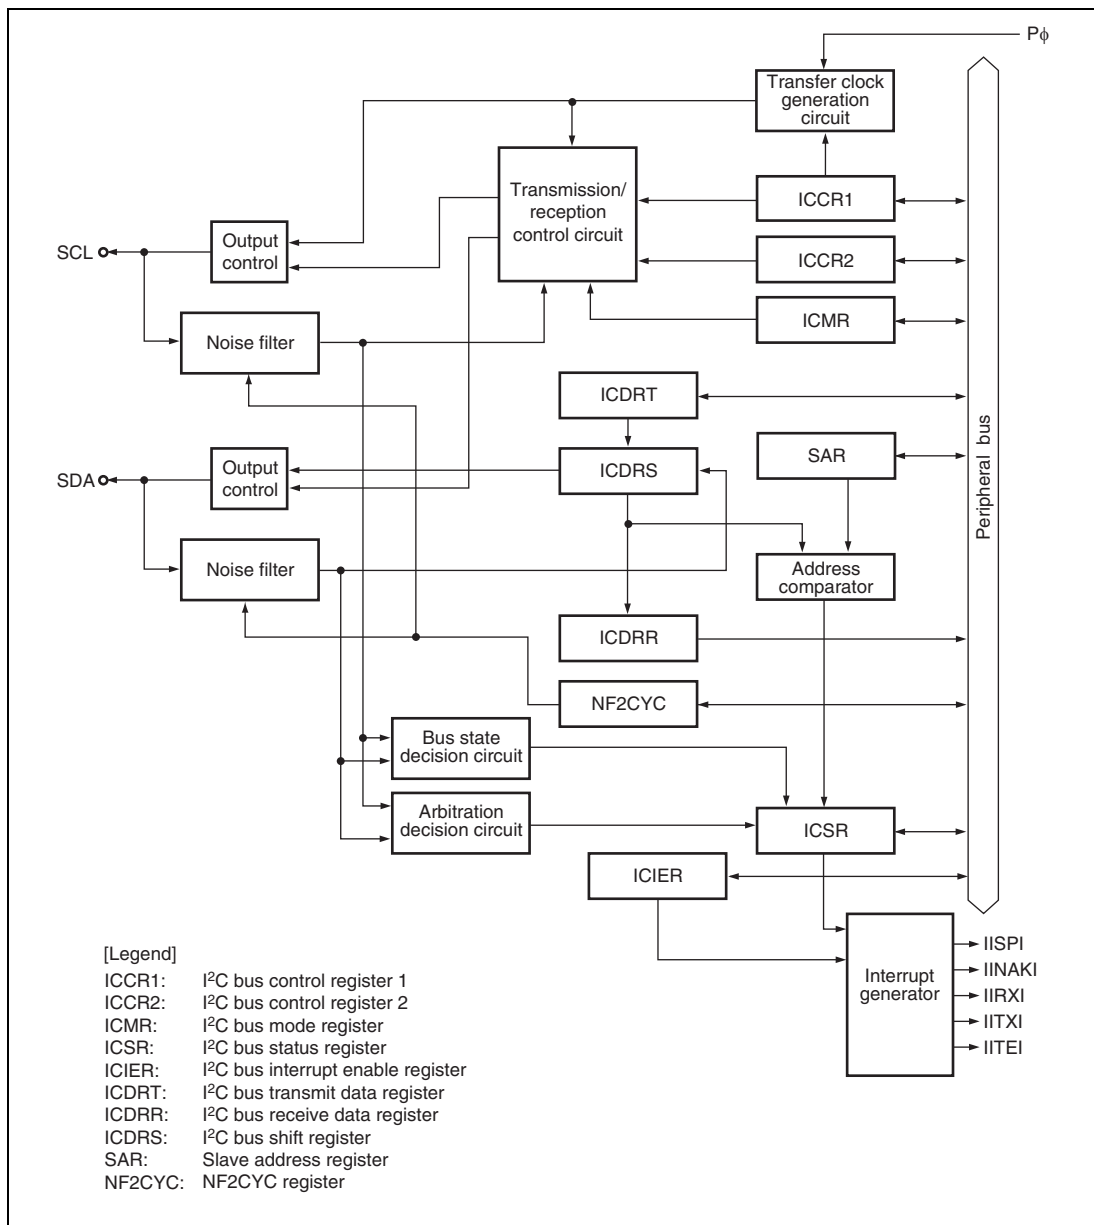 Pϕ
Transfer clock
generation
circuit
Transmission/
reception
control circuit
ICCR1
SCL
Output
control
ICCR2
ICMR
Noise filter
ICDRT
Peripheral bus
SDA
Output
control
ICDRS
SAR
Noise filter
Address
comparator
ICDRR
NF2CYC
Bus state
decision circuit
Arbitration
decision circuit
ICSR
ICIER
Interrupt
generator
IISPI
IINAKI
IIRXI
IITXI
IITEI
[Legend]
ICCR1: I²C bus control register 1
ICCR2: I²C bus control register 2
ICMR: I²C bus mode register
ICSR: I²C bus status register
ICIER: I²C bus interrupt enable register
ICDRT: I²C bus transmit data register
ICDRR: I²C bus receive data register
ICDRS: I²C bus shift register
SAR: Slave address register
NF2CYC: NF2CYC register